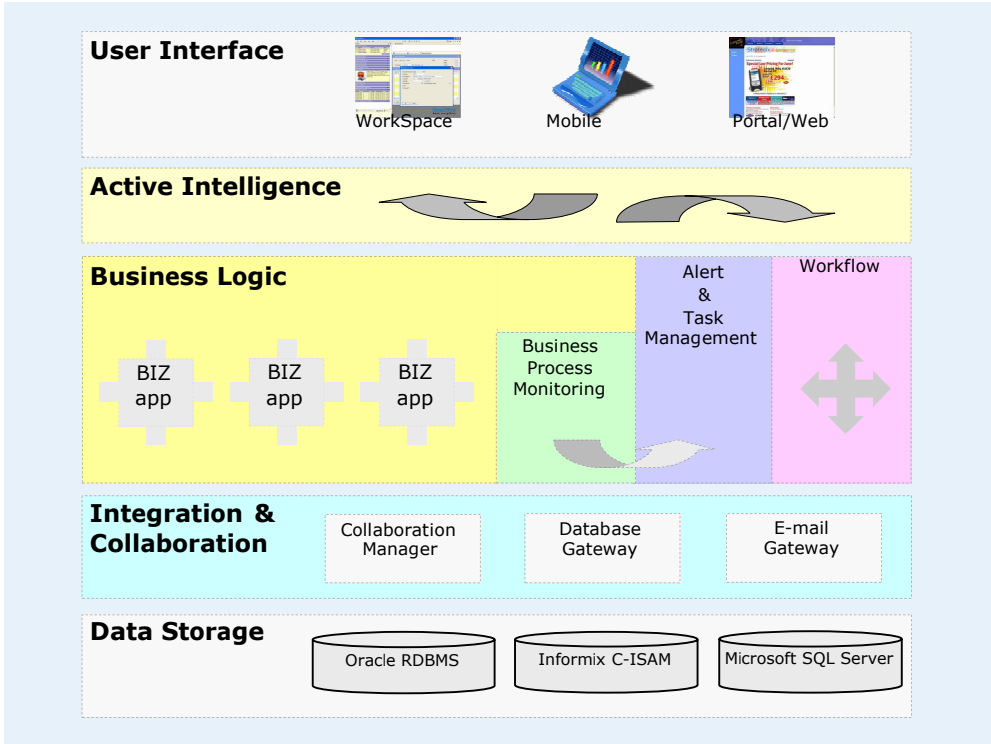 User Interface
WorkSpace
Mobile
Portal/Web
Active Intelligence
Business Logic
BIZ
app
BIZ
app
BIZ
app
Business
Process
Monitoring
Alert
&
Task
Management
Workflow
Integration &
Collaboration
Collaboration
Manager
Database
Gateway
E-mail
Gateway
Data Storage
Oracle RDBMS
Informix C-ISAM
Microsoft SQL Server